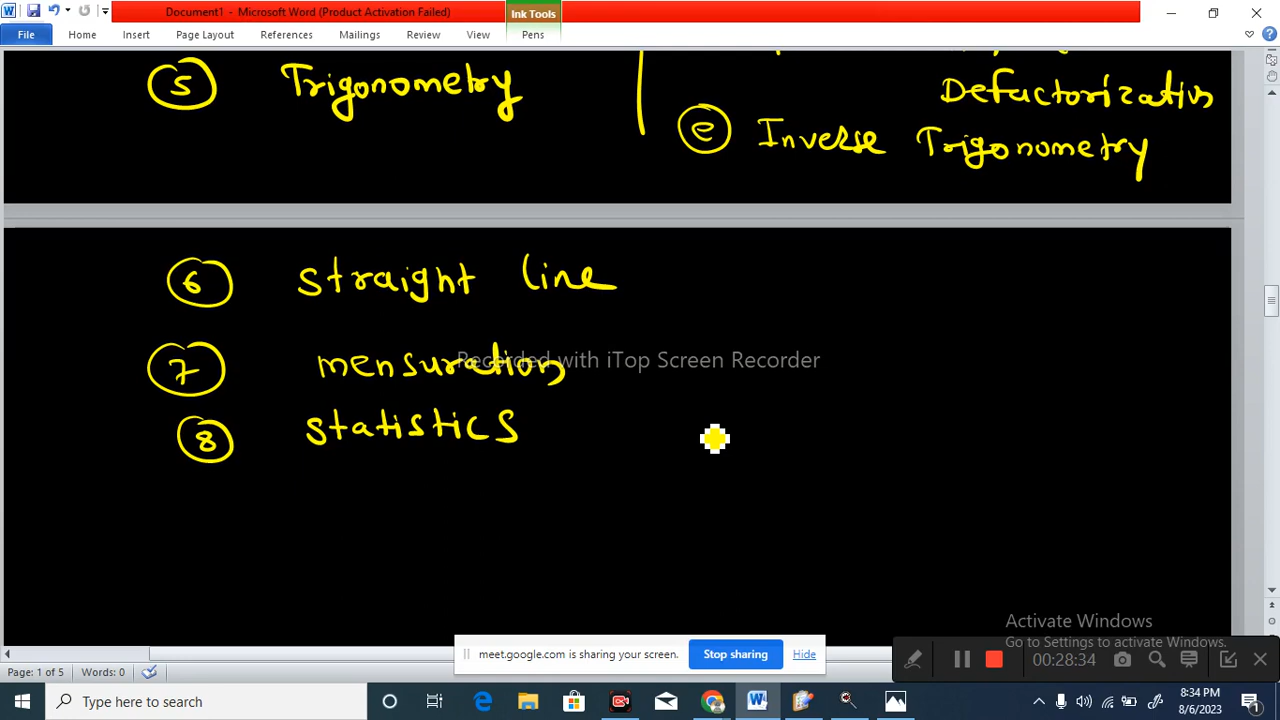 Document1 - Microsoft Word (Product Activation Failed)
Ink Tools
File Home Insert Page Layout References Mailings Review View Pens
5 Trigonometry
Defactorization
e Inverse Trigonometry
6 straight line
7 mensuration
Recorded with iTop Screen Recorder
8 statistics
Activate Windows
Go to Settings to activate Windows.
meet.google.com is sharing your screen. Stop sharing Hide
00:28:34
Page: 1 of 5 Words: 0
Type here to search
8:34 PM
8/6/2023